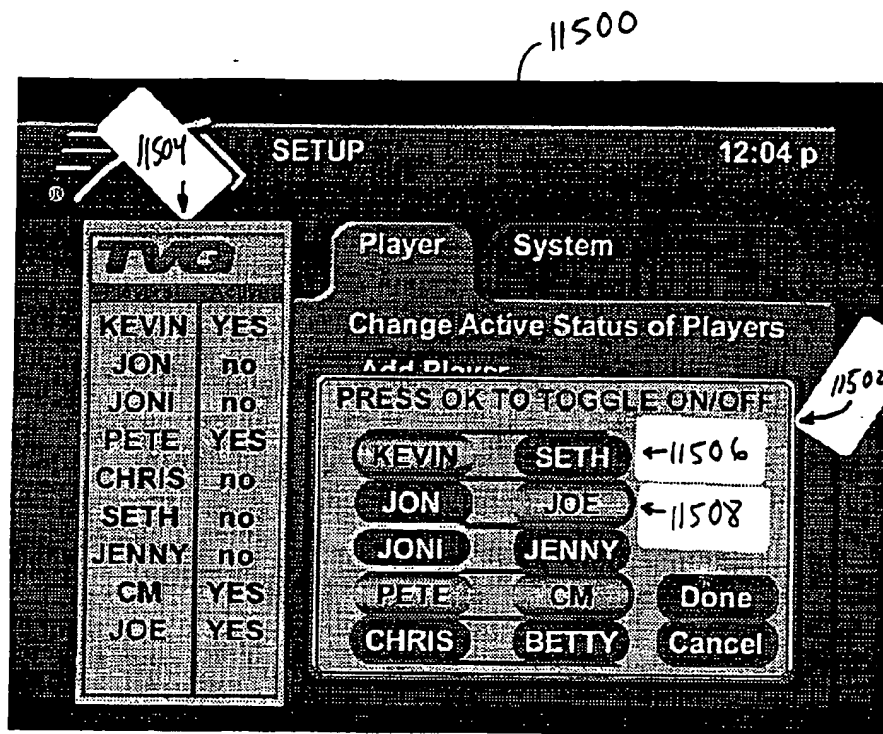 11500
11504
SETUP 12:04 p
®
TVG
Player System
KEVIN YES
JON no
JONI no
PETE YES
CHRIS no
SETH no
JENNY no
CM YES
JOE YES
Change Active Status of Players
Add Player
11502
PRESS OK TO TOGGLE ON/OFF
KEVIN SETH ←11506
JON JOE ←11508
JONI JENNY
PETE CM Done
CHRIS BETTY Cancel